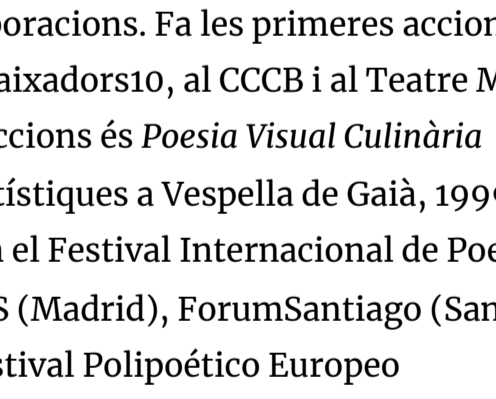 oracions. Fa les primeres accion
aixadors10, al CCCB i al Teatre M
ccions és Poesia Visual Culinària
tístiques a Vespella de Gaià, 199
el Festival Internacional de Poe
S (Madrid), ForumSantiago (San
stival Polipoético Europeo